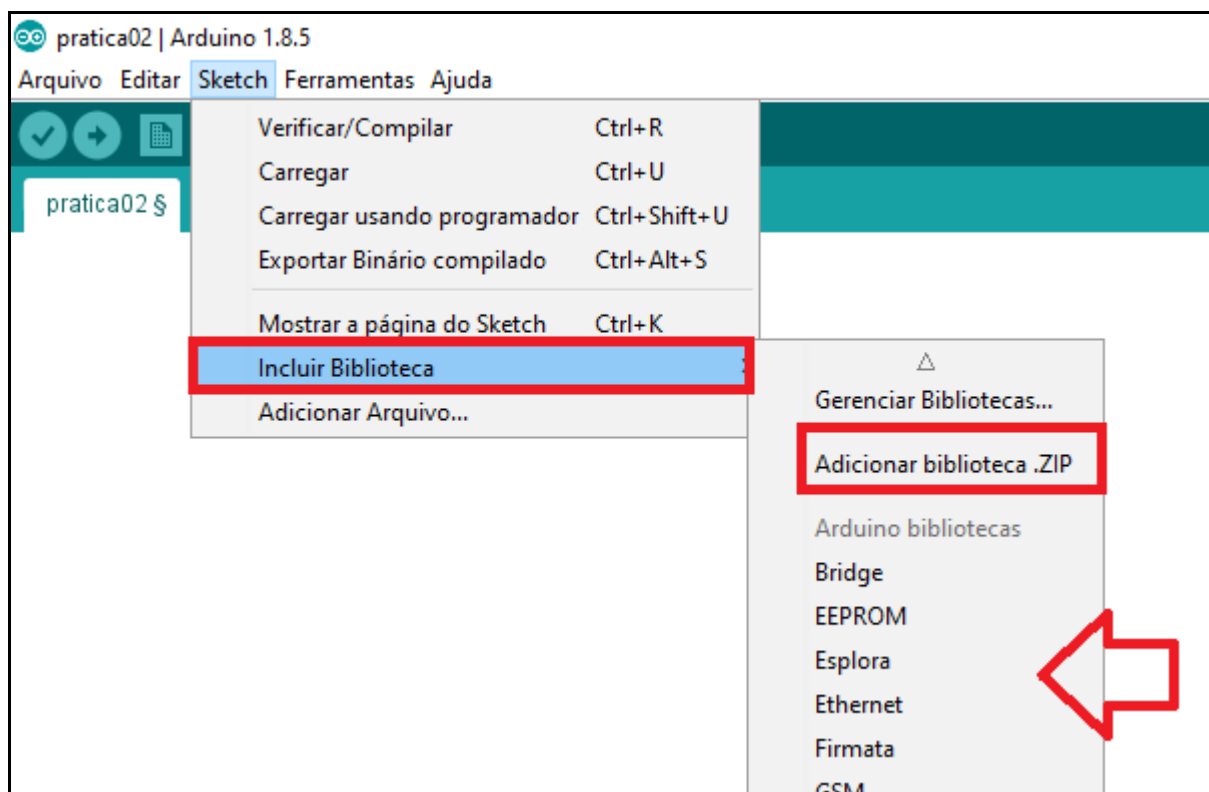 pratica02 | Arduino 1.8.5
Arquivo Editar Sketch Ferramentas Ajuda
pratica02 §
Verificar/Compilar Ctrl+R
Carregar Ctrl+U
Carregar usando programador Ctrl+Shift+U
Exportar Binário compilado Ctrl+Alt+S
Mostrar a página do Sketch Ctrl+K
Incluir Biblioteca
Adicionar Arquivo...
Gerenciar Bibliotecas...
Adicionar biblioteca .ZIP
Arduino bibliotecas
Bridge
EEPROM
Esplora
Ethernet
Firmata
GSM